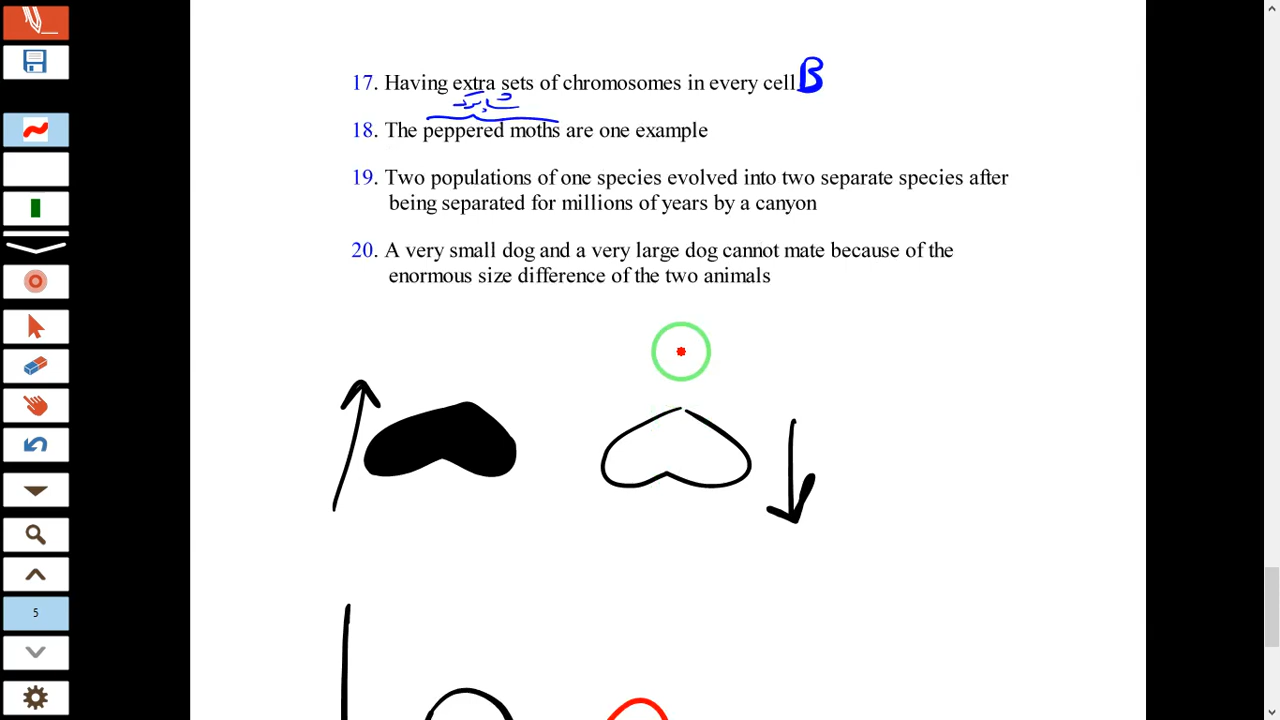 17. Having extra sets of chromosomes in every cell B
18. The peppered moths are one example
19. Two populations of one species evolved into two separate species after
being separated for millions of years by a canyon
20. A very small dog and a very large dog cannot mate because of the
enormous size difference of the two animals
5